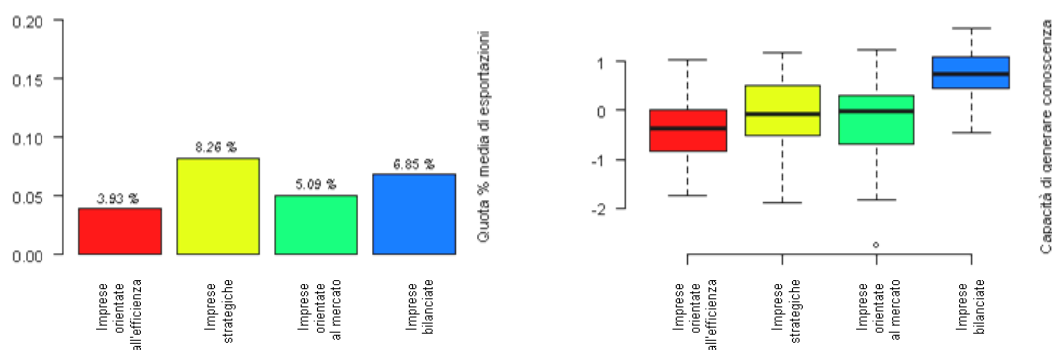 0.20
0.15
0.10
0.05
0.00
3.93 %
8.26 %
5.09 %
6.85 %
Quota % media di esportazioni
Imprese
orientate
all'efficienza
Imprese
strategiche
Imprese
orientate
al mercato
Imprese
bilanciate
1
0
-1
-2
Capacità di generare conoscenza
Imprese
orientate
all'efficienza
Imprese
strategiche
Imprese
orientate
al mercato
Imprese
bilanciate